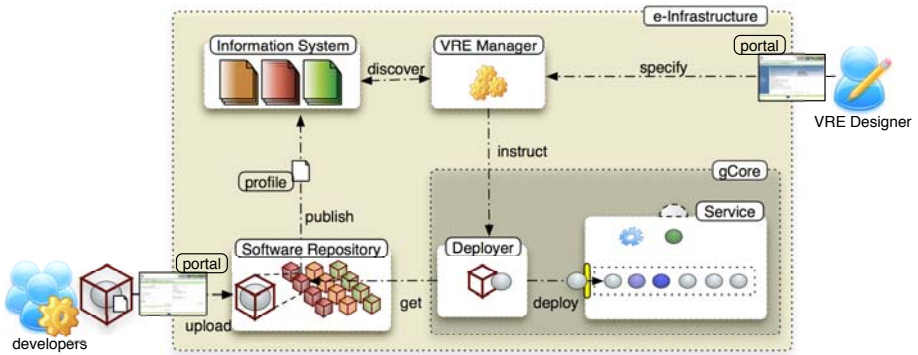 e-Infrastructure
Information System
VRE Manager
portal
discover
specify
VRE Designer
instruct
profile
gCore
publish
Service
Software Repository
Deployer
portal
get
deploy
upload
developers